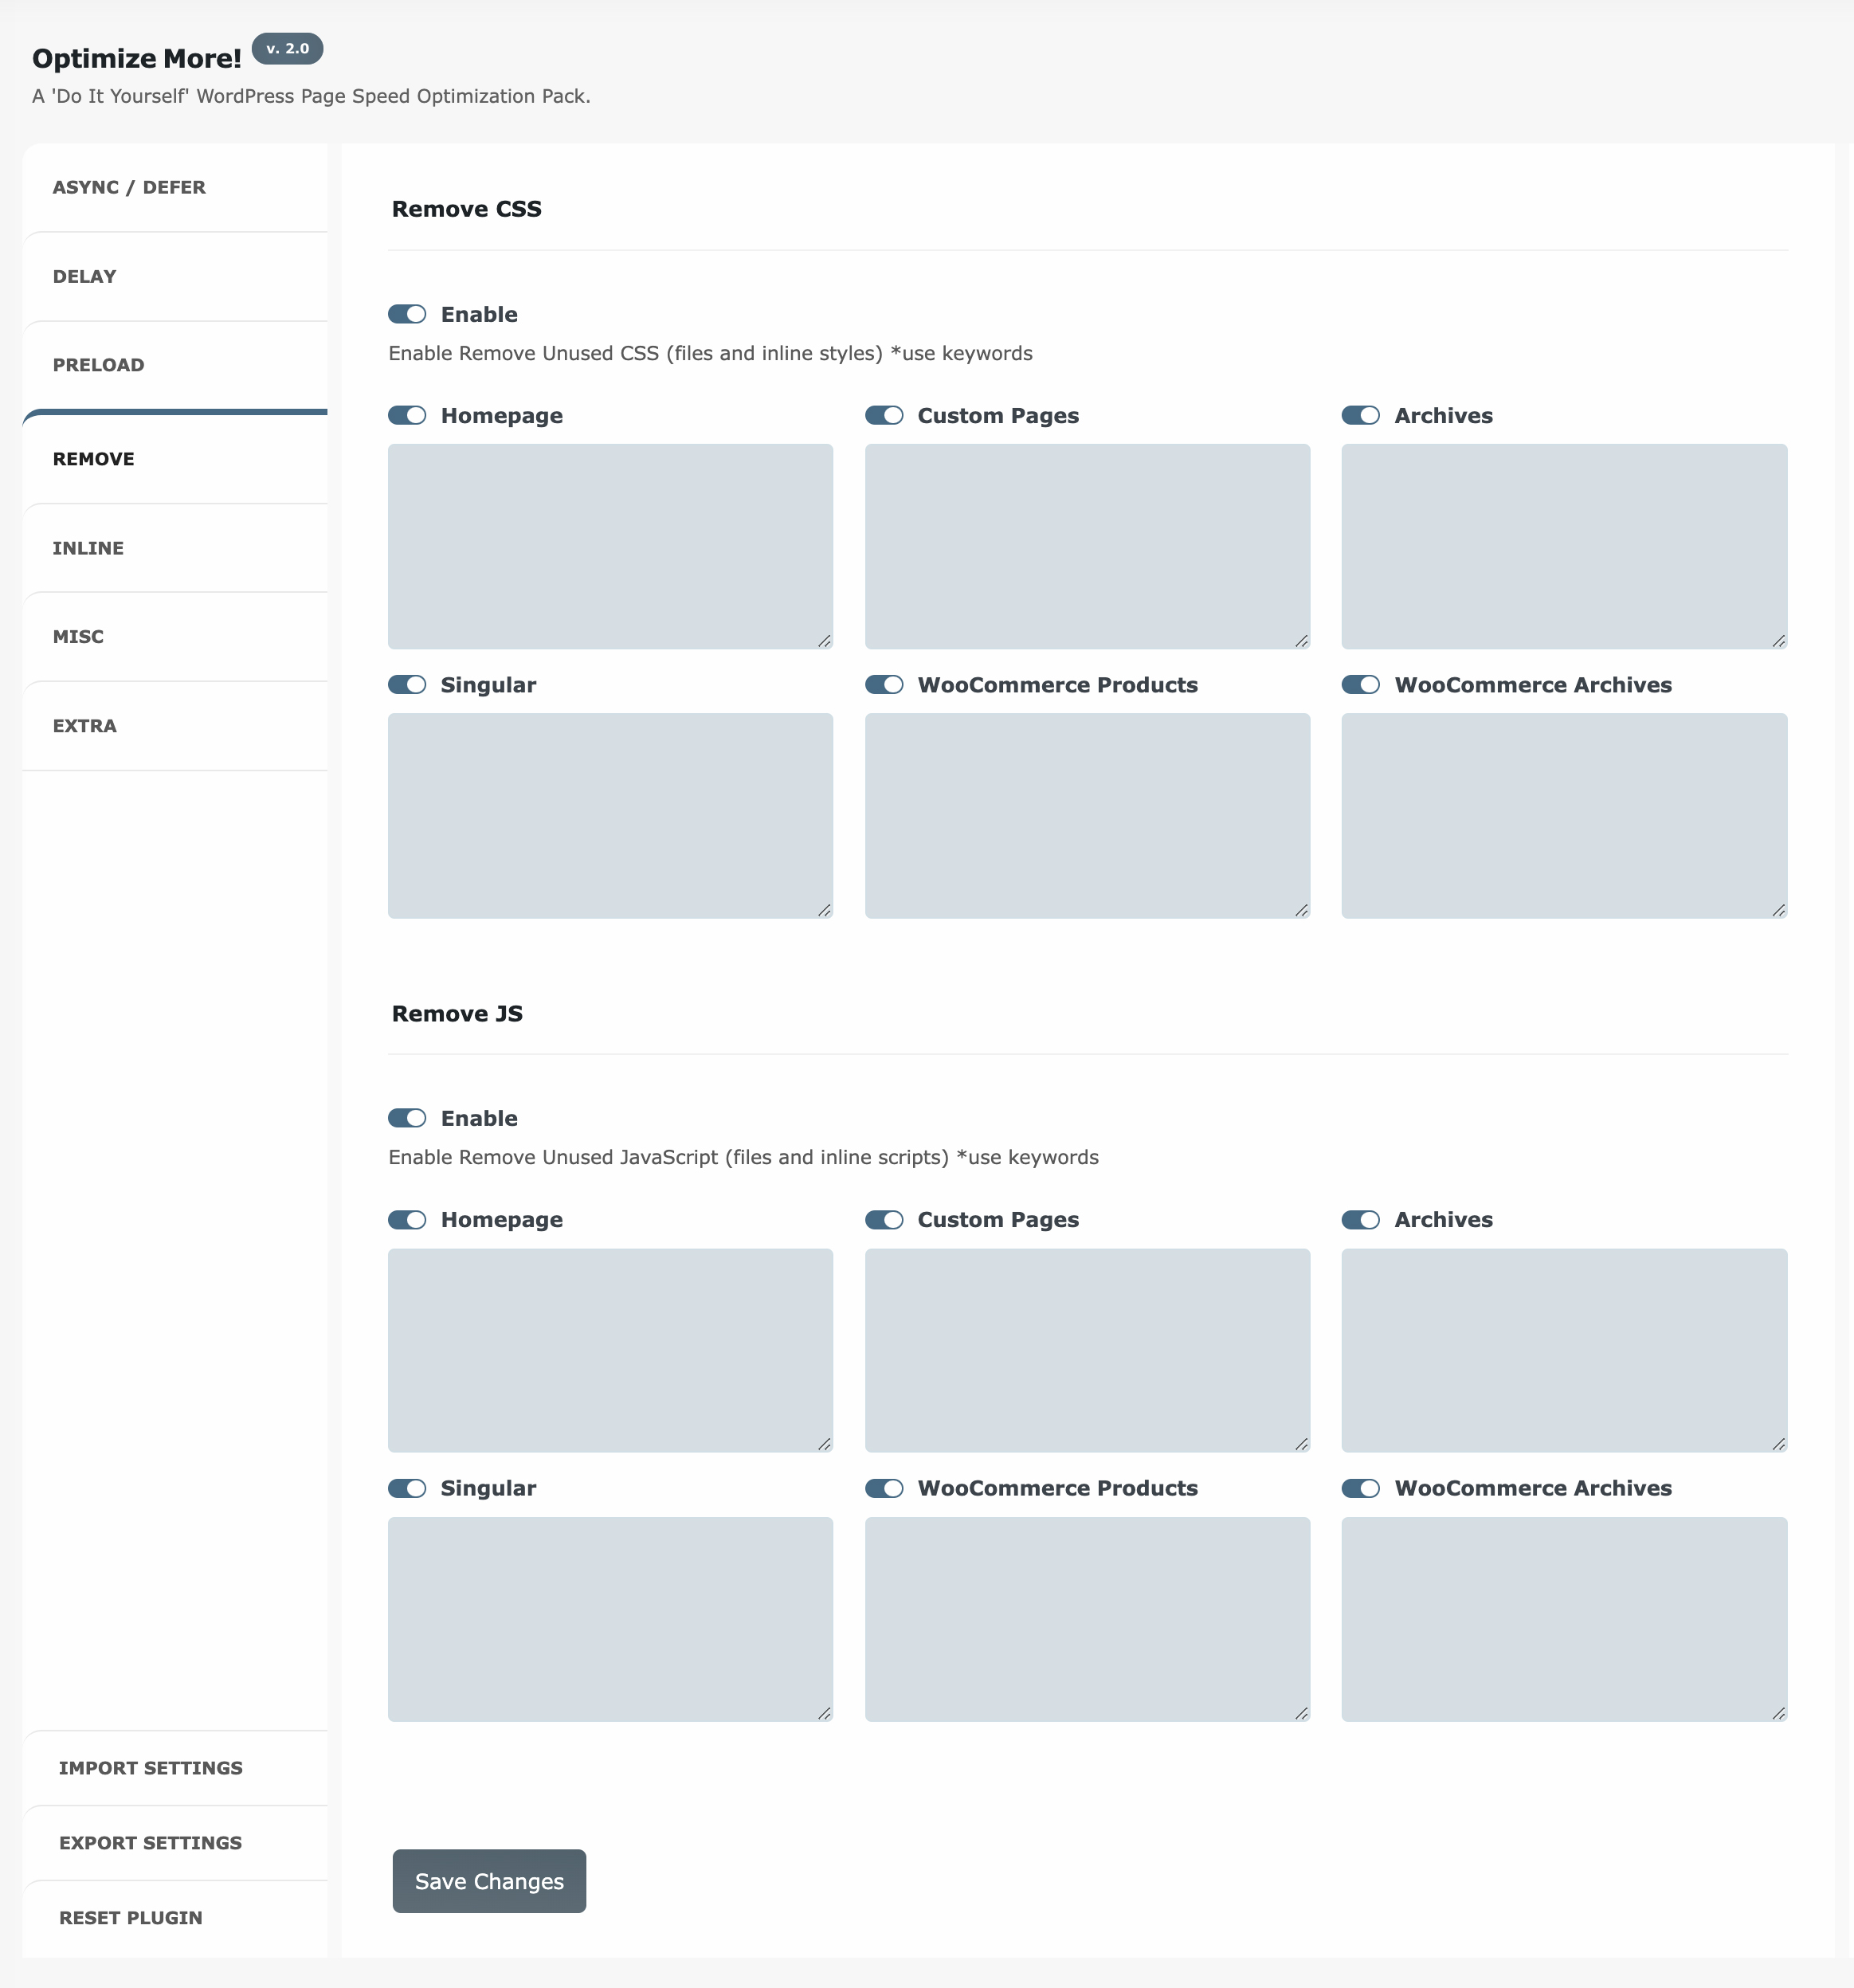 Optimize More! v. 2.0
A 'Do It Yourself' WordPress Page Speed Optimization Pack.
ASYNC / DEFER
DELAY
PRELOAD
REMOVE
INLINE
MISC
EXTRA
IMPORT SETTINGS
EXPORT SETTINGS
RESET PLUGIN
Remove CSS
Enable
Enable Remove Unused CSS (files and inline styles) *use keywords
Homepage
Custom Pages
Archives
Singular
WooCommerce Products
WooCommerce Archives
Remove JS
Enable
Enable Remove Unused JavaScript (files and inline scripts) *use keywords
Homepage
Custom Pages
Archives
Singular
WooCommerce Products
WooCommerce Archives
Save Changes